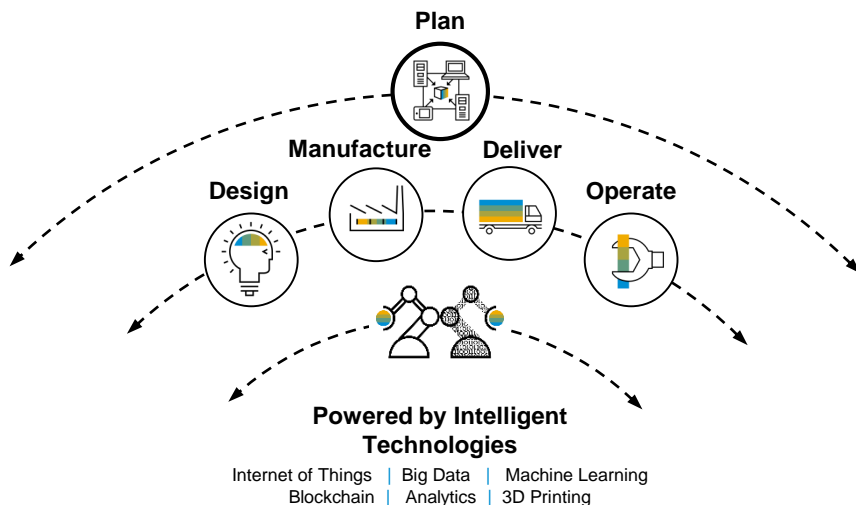 Plan
Manufacture
Deliver
Design
Operate
Powered by Intelligent
Technologies
Internet of Things | Big Data | Machine Learning
Blockchain | Analytics | 3D Printing